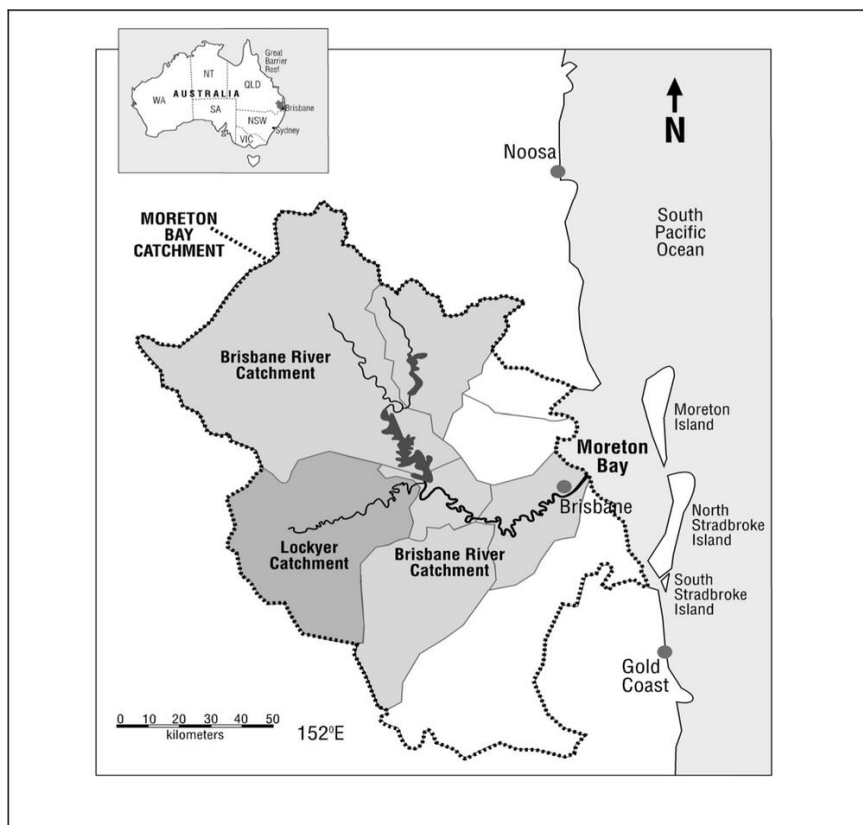 Great
Barrier
Reef
NT
QLD
WA
AUSTRALIA
Brisbane
SA
NSW
Sydney
VIC
N
Noosa
South
Pacific
Ocean
MORETON
BAY
CATCHMENT
Brisbane River
Catchment
Moreton
Island
Moreton
Bay
Brisbane
North
Stradbroke
Island
Lockyer
Catchment
Brisbane River
Catchment
South
Stradbroke
Island
Gold
Coast
0 10 20 30 40 50
kilometers
152°E